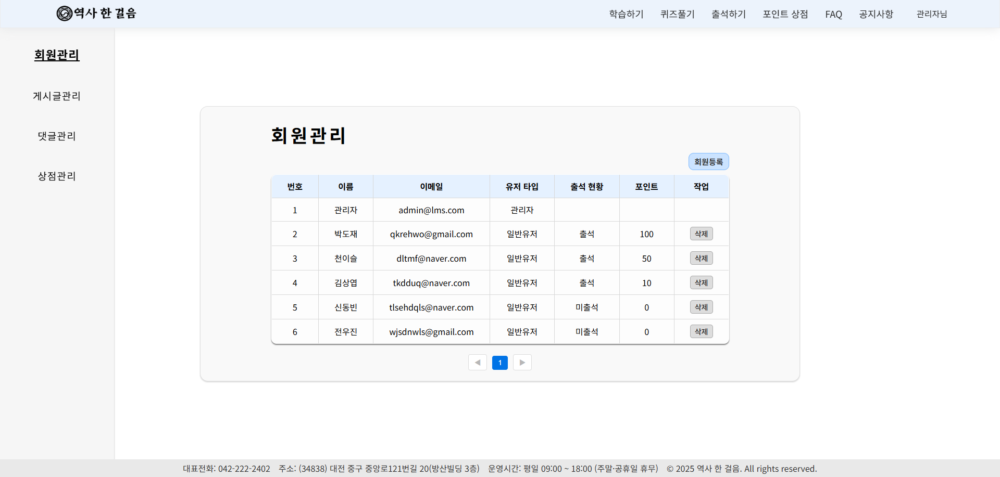 역사 한 걸음 학습하기 퀴즈풀기 출석하기 포인트 상점 FAQ 공지사항 관리자님
회원관리
게시글관리
댓글관리
상점관리
회원관리
회원등록
번호 이름 이메일 유저 타입 출석 현황 포인트 작업
1 관리자 admin@lms.com 관리자
2 박도재 qkrehwo@gmail.com 일반유저 출석 100 삭제
3 천이슬 dltmf@naver.com 일반유저 출석 50 삭제
4 김상엽 tkdduq@naver.com 일반유저 출석 10 삭제
5 신동빈 tlsehdqls@naver.com 일반유저 미출석 0 삭제
6 전우진 wjsdnwls@gmail.com 일반유저 미출석 0 삭제
◀ 1 ▶
대표전화: 042-222-2402 주소: (34838) 대전 중구 중앙로121번길 20(방산빌딩 3층) 운영시간: 평일 09:00 ~ 18:00 (주말·공휴일 휴무) © 2025 역사 한 걸음. All rights reserved.